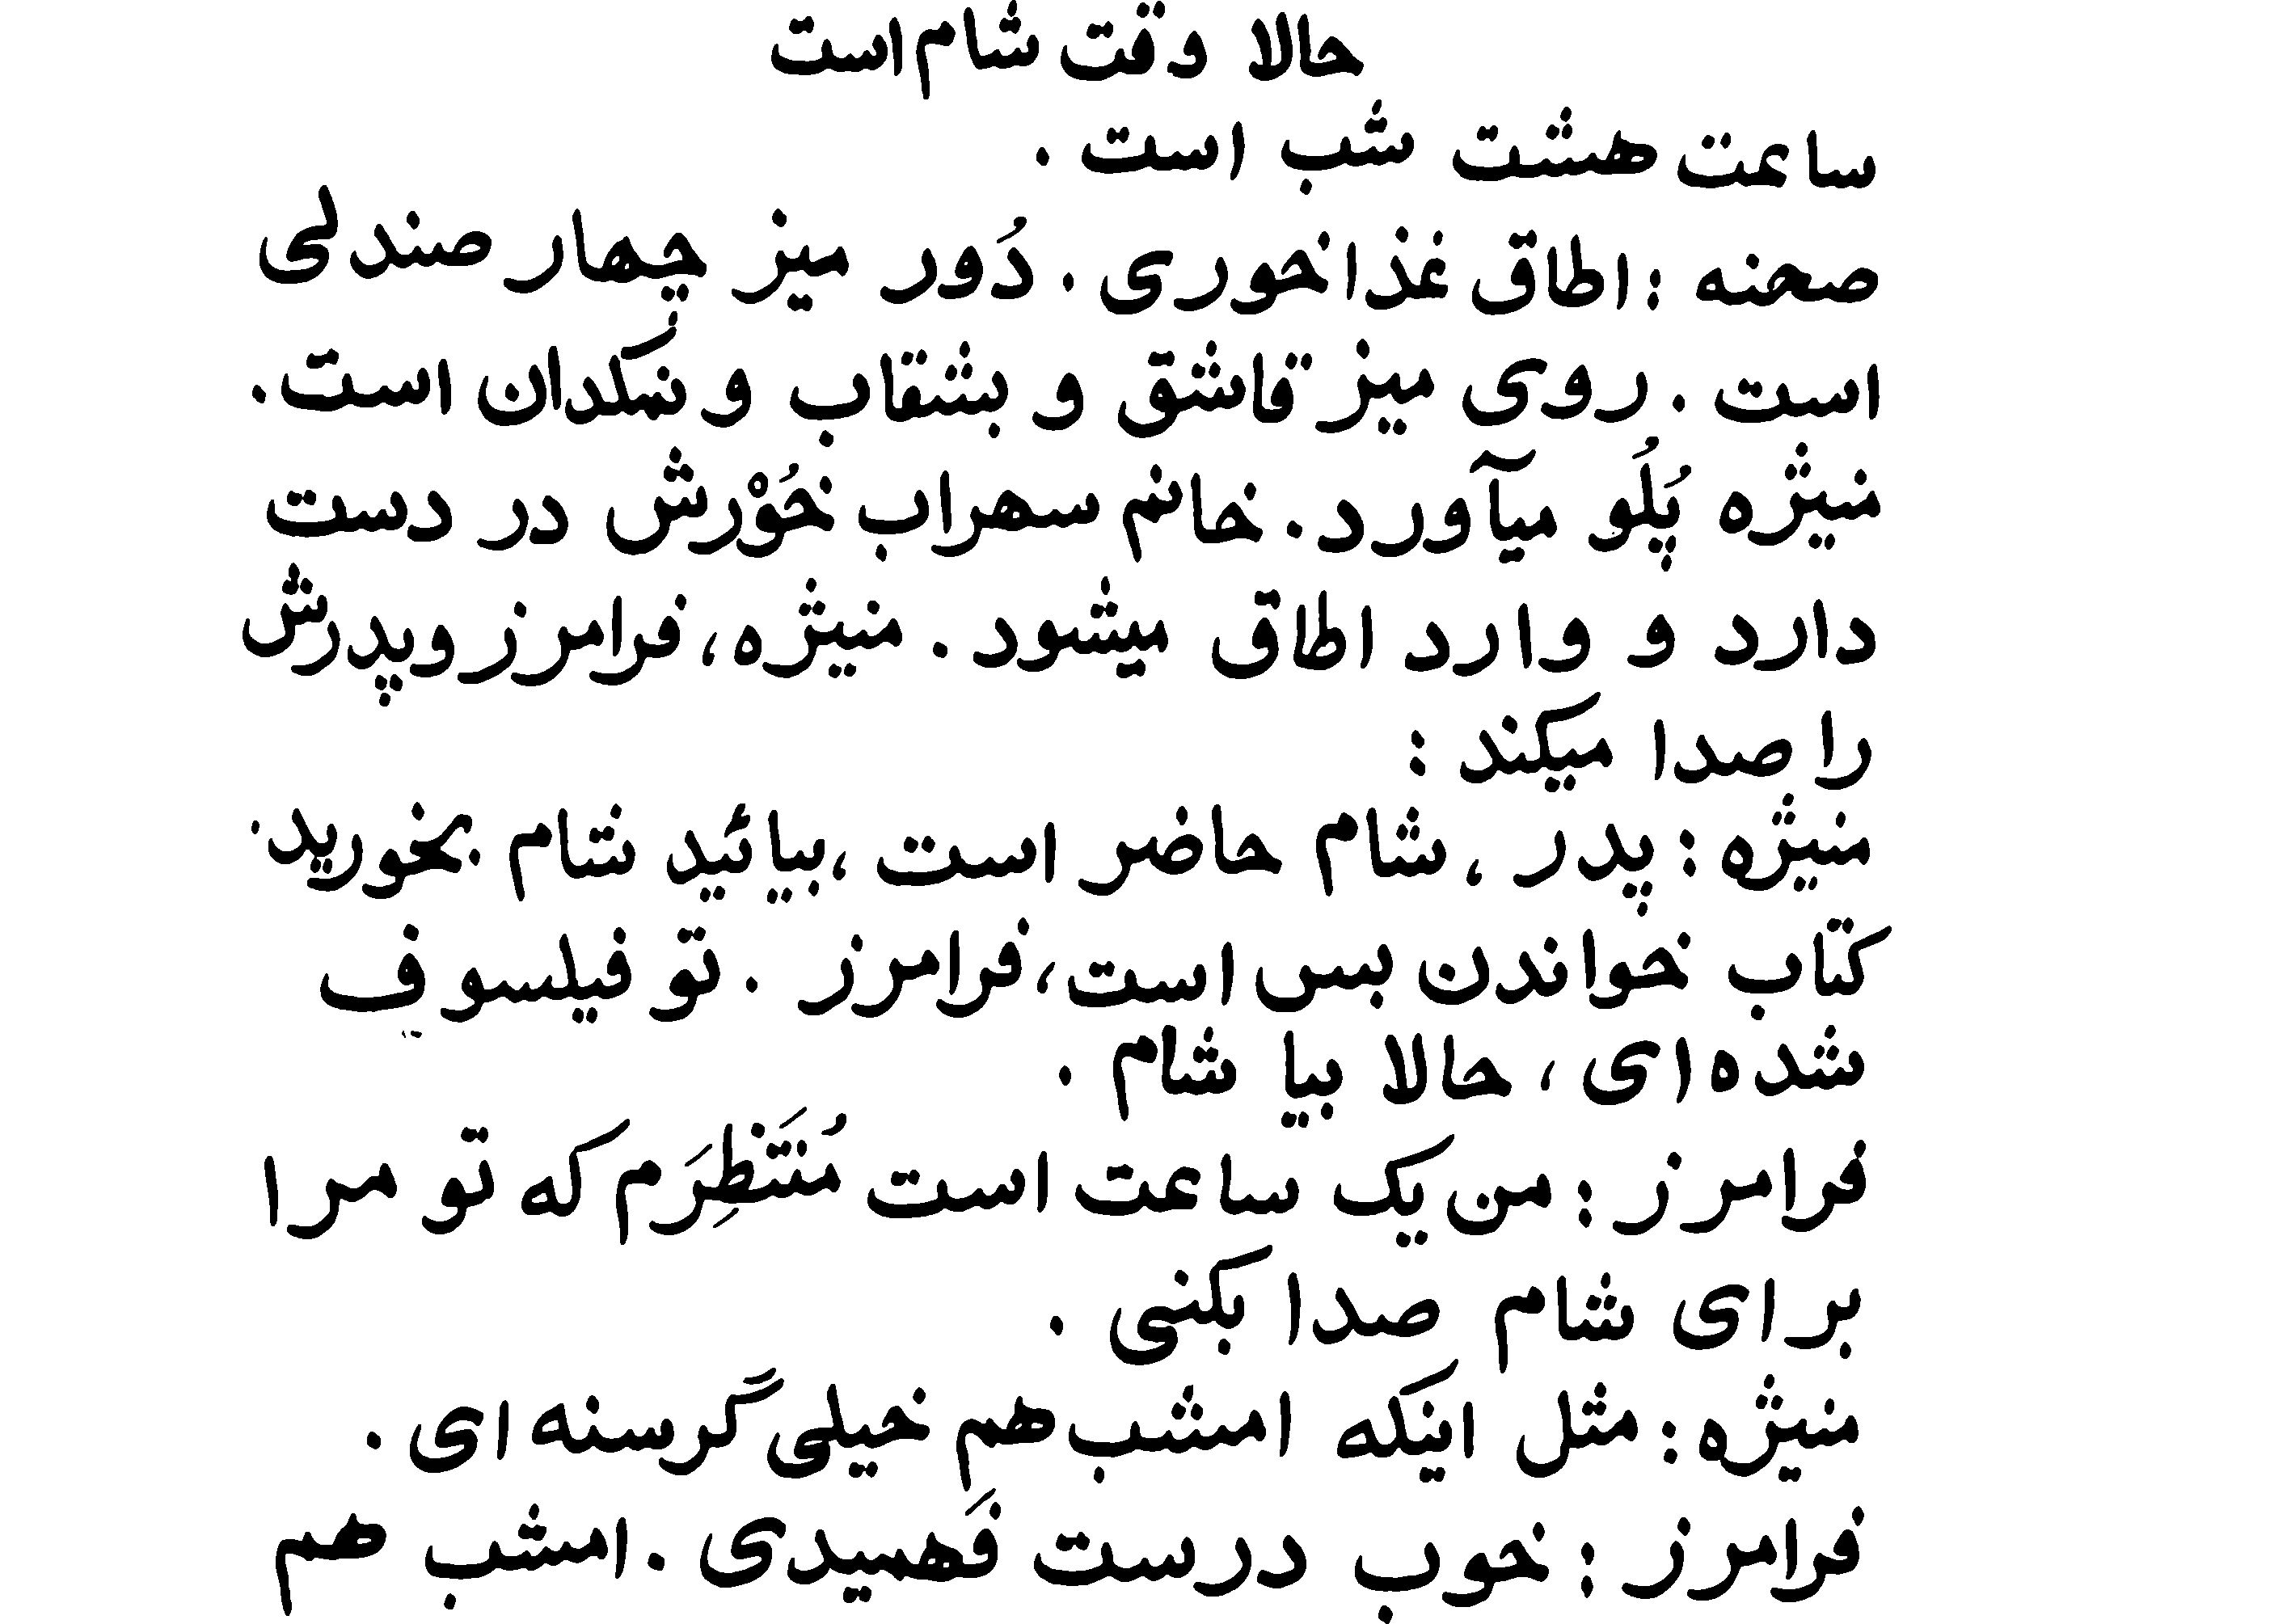 حالا وقت شام است
ساعت هشت شب است .
صحنه : اطاق غذاخوری . دُور میز چهار صندلی
است . روی میز قاشق و بشقاب و نمکدان است .
منیژه پُلَو میآورد . خانم سهراب خُوْرش در دست
دارد و وارد اطاق میشود . منیژه ، فرامرز وپدرش
را صدا میکند :
منیژه : پدر ، شام حاضر است ، بیائید شام بخورید .
کتاب خواندن بس است ، فرامرز . تو فیلسوف
شده ای ، حالا بیا شام .
فرامرز : من یک ساعت است مُنتَظِرَم که تو مرا
برای شام صدا بکنی .
منیژه : مثل اینکه امشب هم خیلی گرسنه ای .
فرامرز : خوب درست فَهمیدی . امشب هم